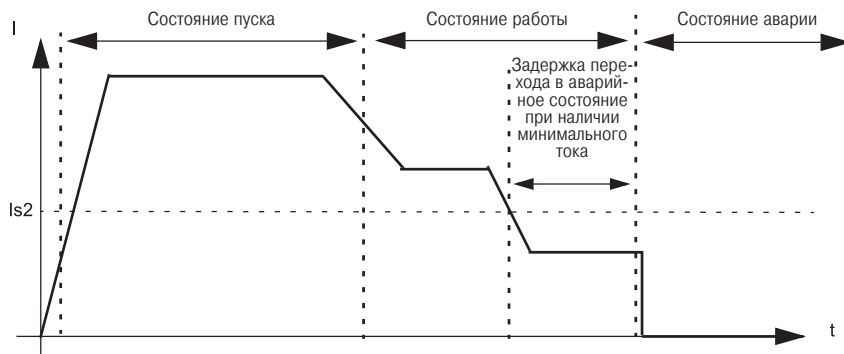 Состояние пуска
Состояние работы
Состояние аварии
I
Задержка пере-
хода в аварий-
ное состояние
при наличии
минимального
тока
Is2
t